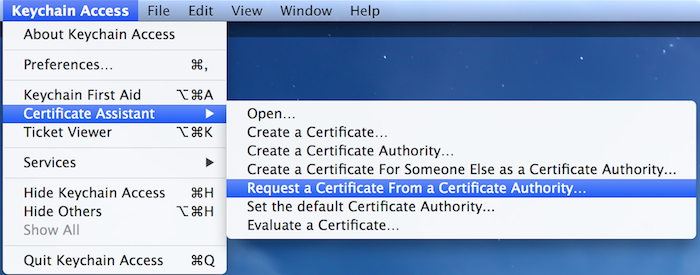 Keychain Access File Edit View Window Help
About Keychain Access
Preferences... ⌘,
Keychain First Aid ⌥⌘A
Certificate Assistant ▶
Ticket Viewer ⌥⌘K
Services ▶
Hide Keychain Access ⌘H
Hide Others ⌥⌘H
Show All
Quit Keychain Access ⌘Q
Open...
Create a Certificate...
Create a Certificate Authority...
Create a Certificate For Someone Else as a Certificate Authority...
Request a Certificate From a Certificate Authority...
Set the default Certificate Authority...
Evaluate a Certificate...